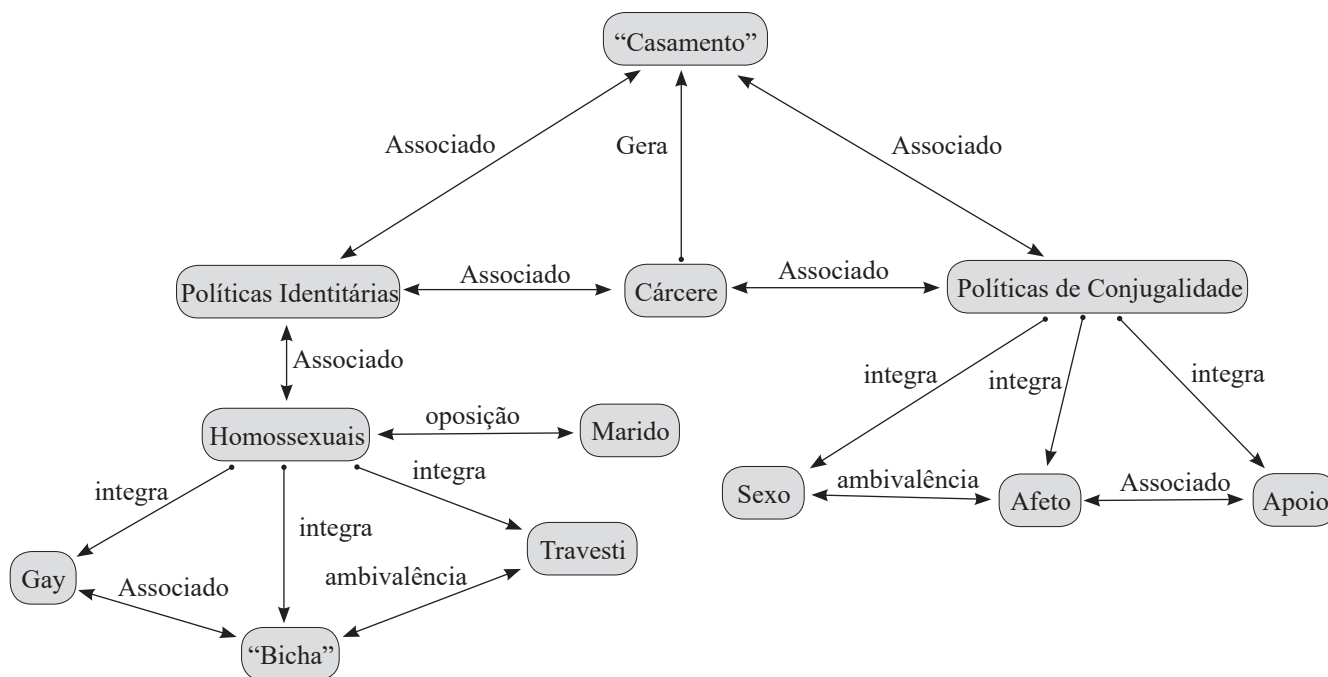 “Casamento”
Associado
Gera
Associado
Políticas Identitárias
Associado
Cárcere
Associado
Políticas de Conjugalidade
Associado
integra
integra
integra
Homossexuais
oposição
Marido
integra
integra
integra
Sexo
ambivalência
Afeto
Associado
Apoio
Travesti
Gay
Associado
ambivalência
“Bicha”